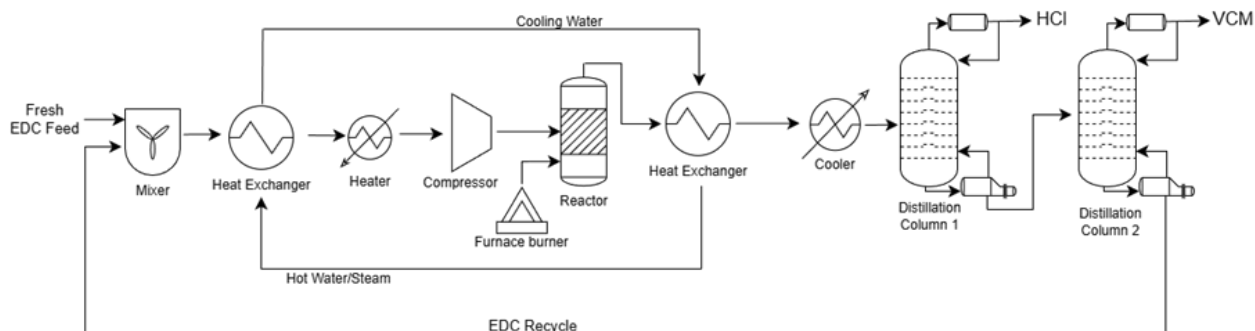 Cooling Water
HCl
VCM
Fresh
EDC Feed
Mixer
Heat Exchanger
Heater
Compressor
Reactor
Furnace burner
Heat Exchanger
Cooler
Distillation
Column 1
Distillation
Column 2
Hot Water/Steam
EDC Recycle